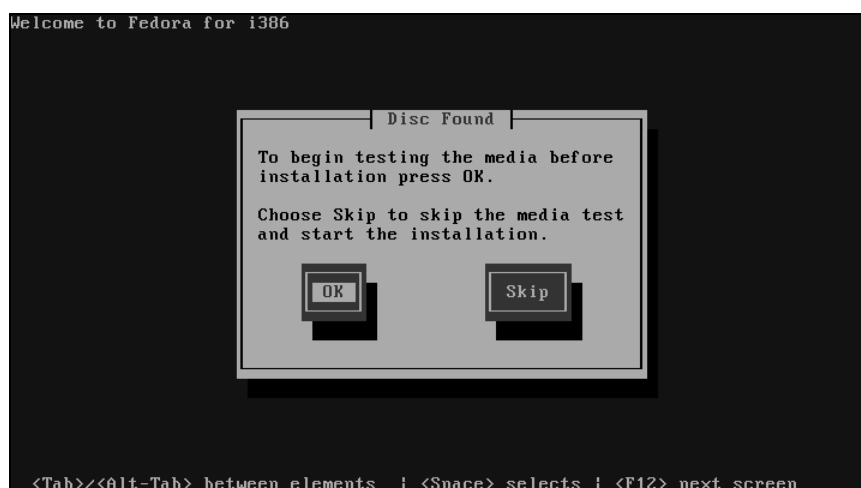 Welcome to Fedora for i386
Disc Found
To begin testing the media before
installation press OK.
Choose Skip to skip the media test
and start the installation.
OK Skip
<Tab>/<Alt-Tab> between elements | <Space> selects | <F12> next screen